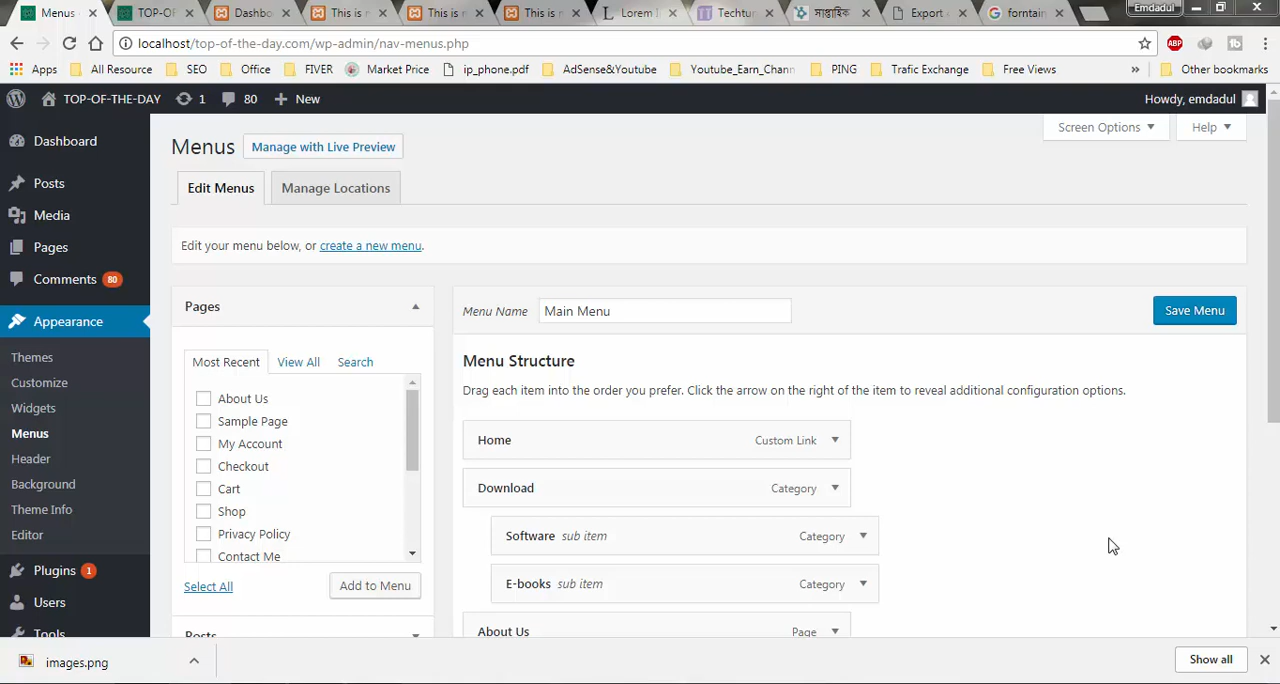 Menus
TOP-OF
Dashbo
This is
This is
This is
Lorem
Techtun
সাপ্তাহিক
Export
forntain
Emdadul
localhost/top-of-the-day.com/wp-admin/nav-menus.php
ABP
Apps All Resource SEO Office FIVER Market Price ip_phone.pdf AdSense&Youtube Youtube_Earn_Chann PING Trafic Exchange Free Views » Other bookmarks
TOP-OF-THE-DAY 1 80 + New Howdy, emdadul
Dashboard
Posts
Media
Pages
Comments 80
Appearance
Themes
Customize
Widgets
Menus
Header
Background
Theme Info
Editor
Plugins 1
Users
Tools
Screen Options Help
Menus Manage with Live Preview
Edit Menus Manage Locations
Edit your menu below, or create a new menu.
Pages
Most Recent View All Search
About Us
Sample Page
My Account
Checkout
Cart
Shop
Privacy Policy
Contact Me
Select All Add to Menu
Posts
Menu Name Main Menu Save Menu
Menu Structure
Drag each item into the order you prefer. Click the arrow on the right of the item to reveal additional configuration options.
Home Custom Link
Download Category
Software sub item Category
E-books sub item Category
About Us Page
images.png Show all